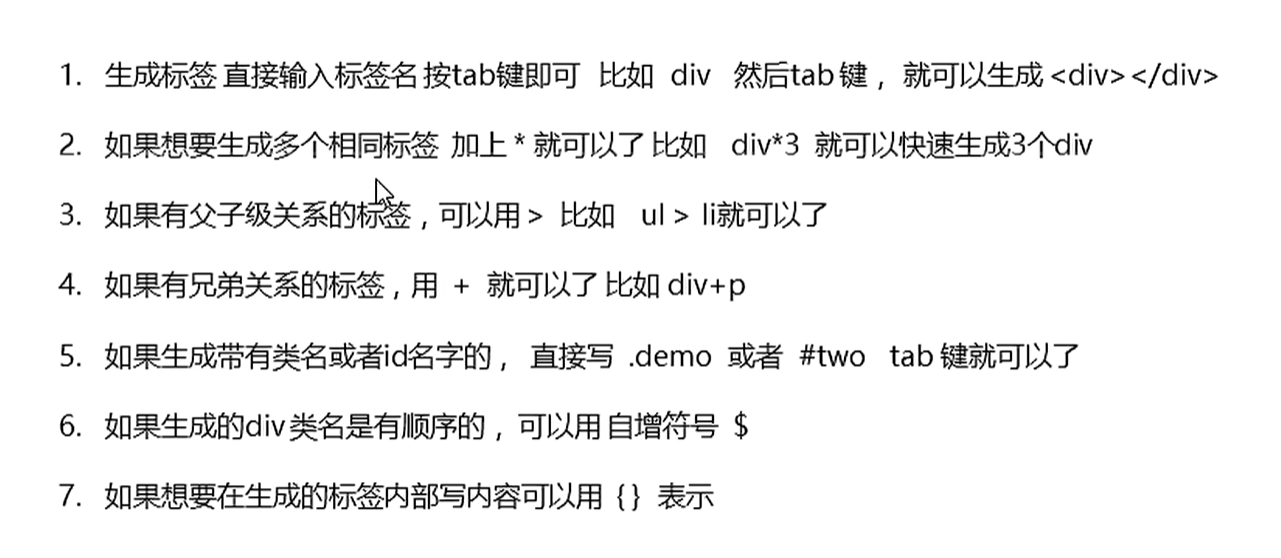 1. 生成标签 直接输入标签名 按tab键即可 比如 div 然后tab 键， 就可以生成 <div></div>
2. 如果想要生成多个相同标签 加上 * 就可以了 比如 div*3 就可以快速生成3个div
3. 如果有父子级关系的标签，可以用 > 比如 ul > li就可以了
4. 如果有兄弟关系的标签，用 + 就可以了 比如 div+p
5. 如果生成带有类名或者id名字的， 直接写 .demo 或者 #two tab 键就可以了
6. 如果生成的div 类名是有顺序的， 可以用 自增符号 $
7. 如果想要在生成的标签内部写内容可以用 { } 表示